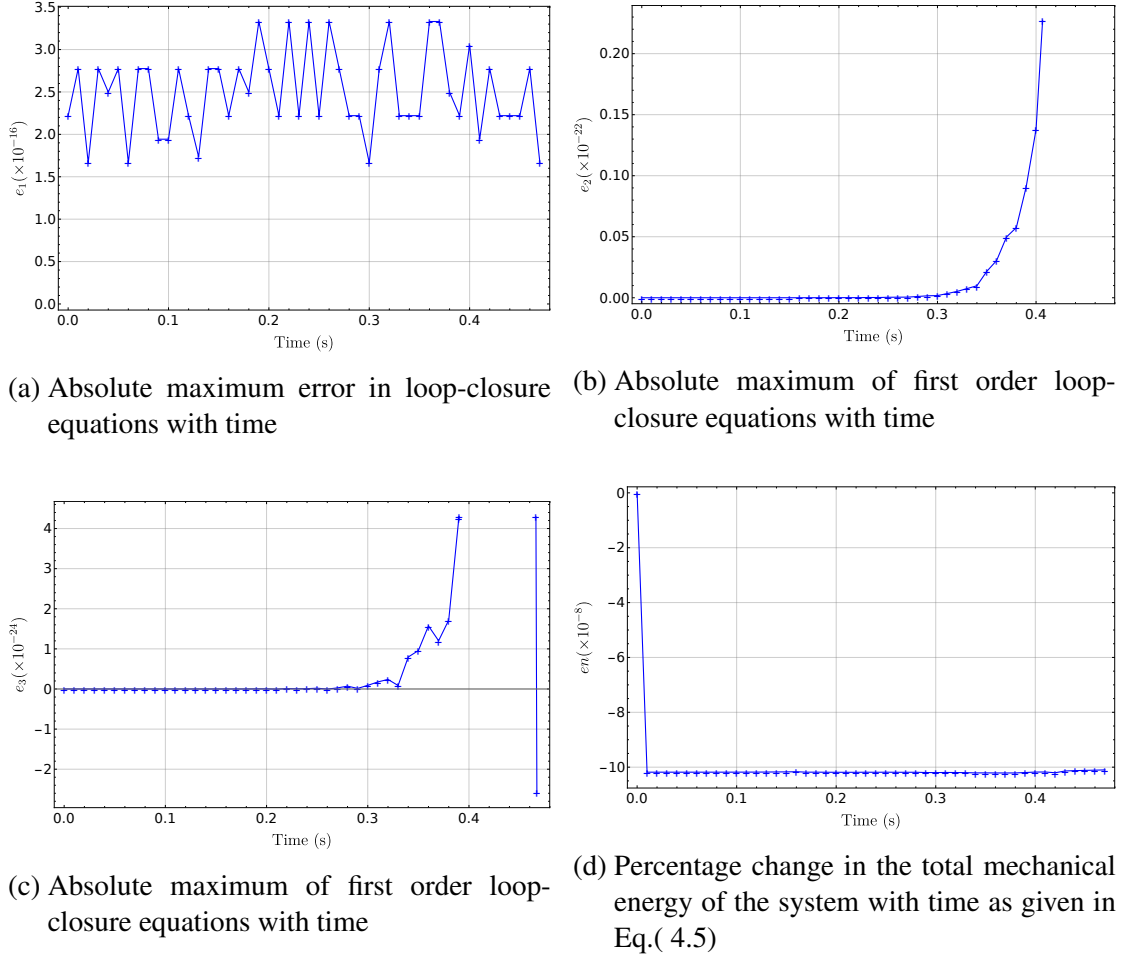 3.5
3.0
2.5
2.0
1.5
1.0
0.5
0.0
e₁(×10⁻¹⁶)
0.0 0.1 0.2 0.3 0.4
Time (s)
(a) Absolute maximum error in loop-closure
equations with time
0.20
0.15
0.10
0.05
0.00
e₂(×10⁻²²)
0.0 0.1 0.2 0.3 0.4
Time (s)
(b) Absolute maximum of first order loop-
closure equations with time
4
2
1
0
−1
−2
e₃(×10⁻²⁴)
0.0 0.1 0.2 0.3 0.4
Time (s)
(c) Absolute maximum of first order loop-
closure equations with time
0
−2
−4
−6
−8
−10
en(×10⁻⁸)
0.0 0.1 0.2 0.3 0.4
Time (s)
(d) Percentage change in the total mechanical
energy of the system with time as given in
Eq.( 4.5)